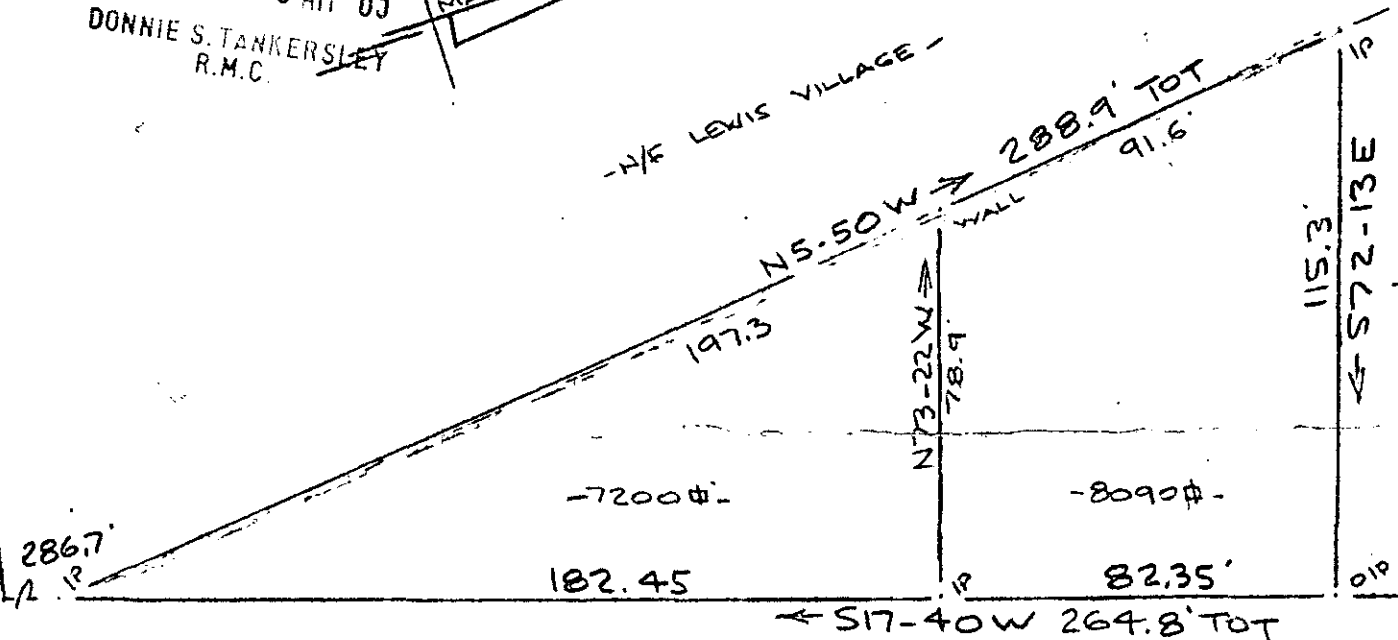 DONNIE S. TANKERSLEY
R.M.C.
-N/F LEWIS VILLAGE-
N5-50W → 288.9' TOT
197.3
91.6'
WALL
IP
N73-22W →
78.9
115.3'
← S72-13E
-7200⌗-
-8090⌗-
286.7'
IP
182.45
IP
82.35'
OIP
← S17-40W 264.8' TOT